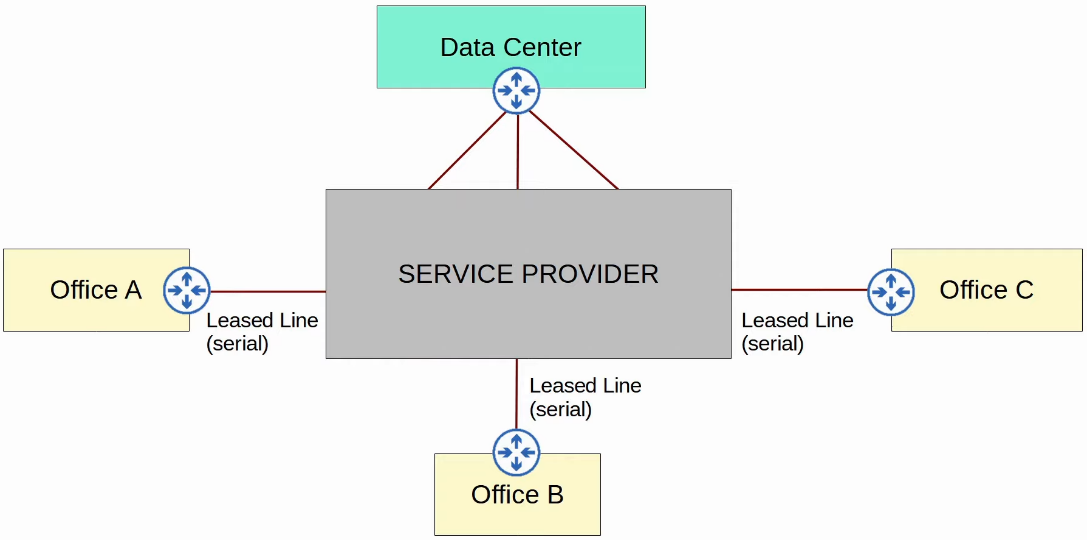 Data Center
SERVICE PROVIDER
Office A
Leased Line
(serial)
Leased Line
(serial)
Office C
Leased Line
(serial)
Office B